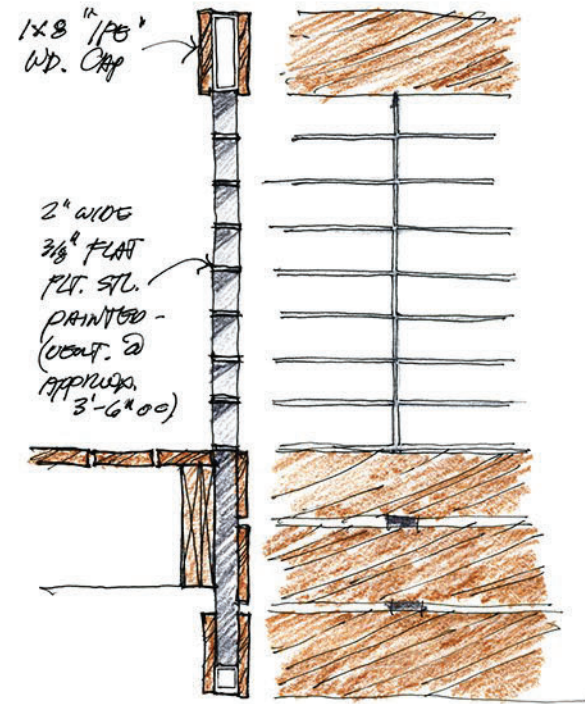 1x8 "IPE"
WD. CAP
2" WIDE
3/8" FLAT
PLT. STL.
PAINTED -
(VERT. @
APPROX.
3'-6" OC)